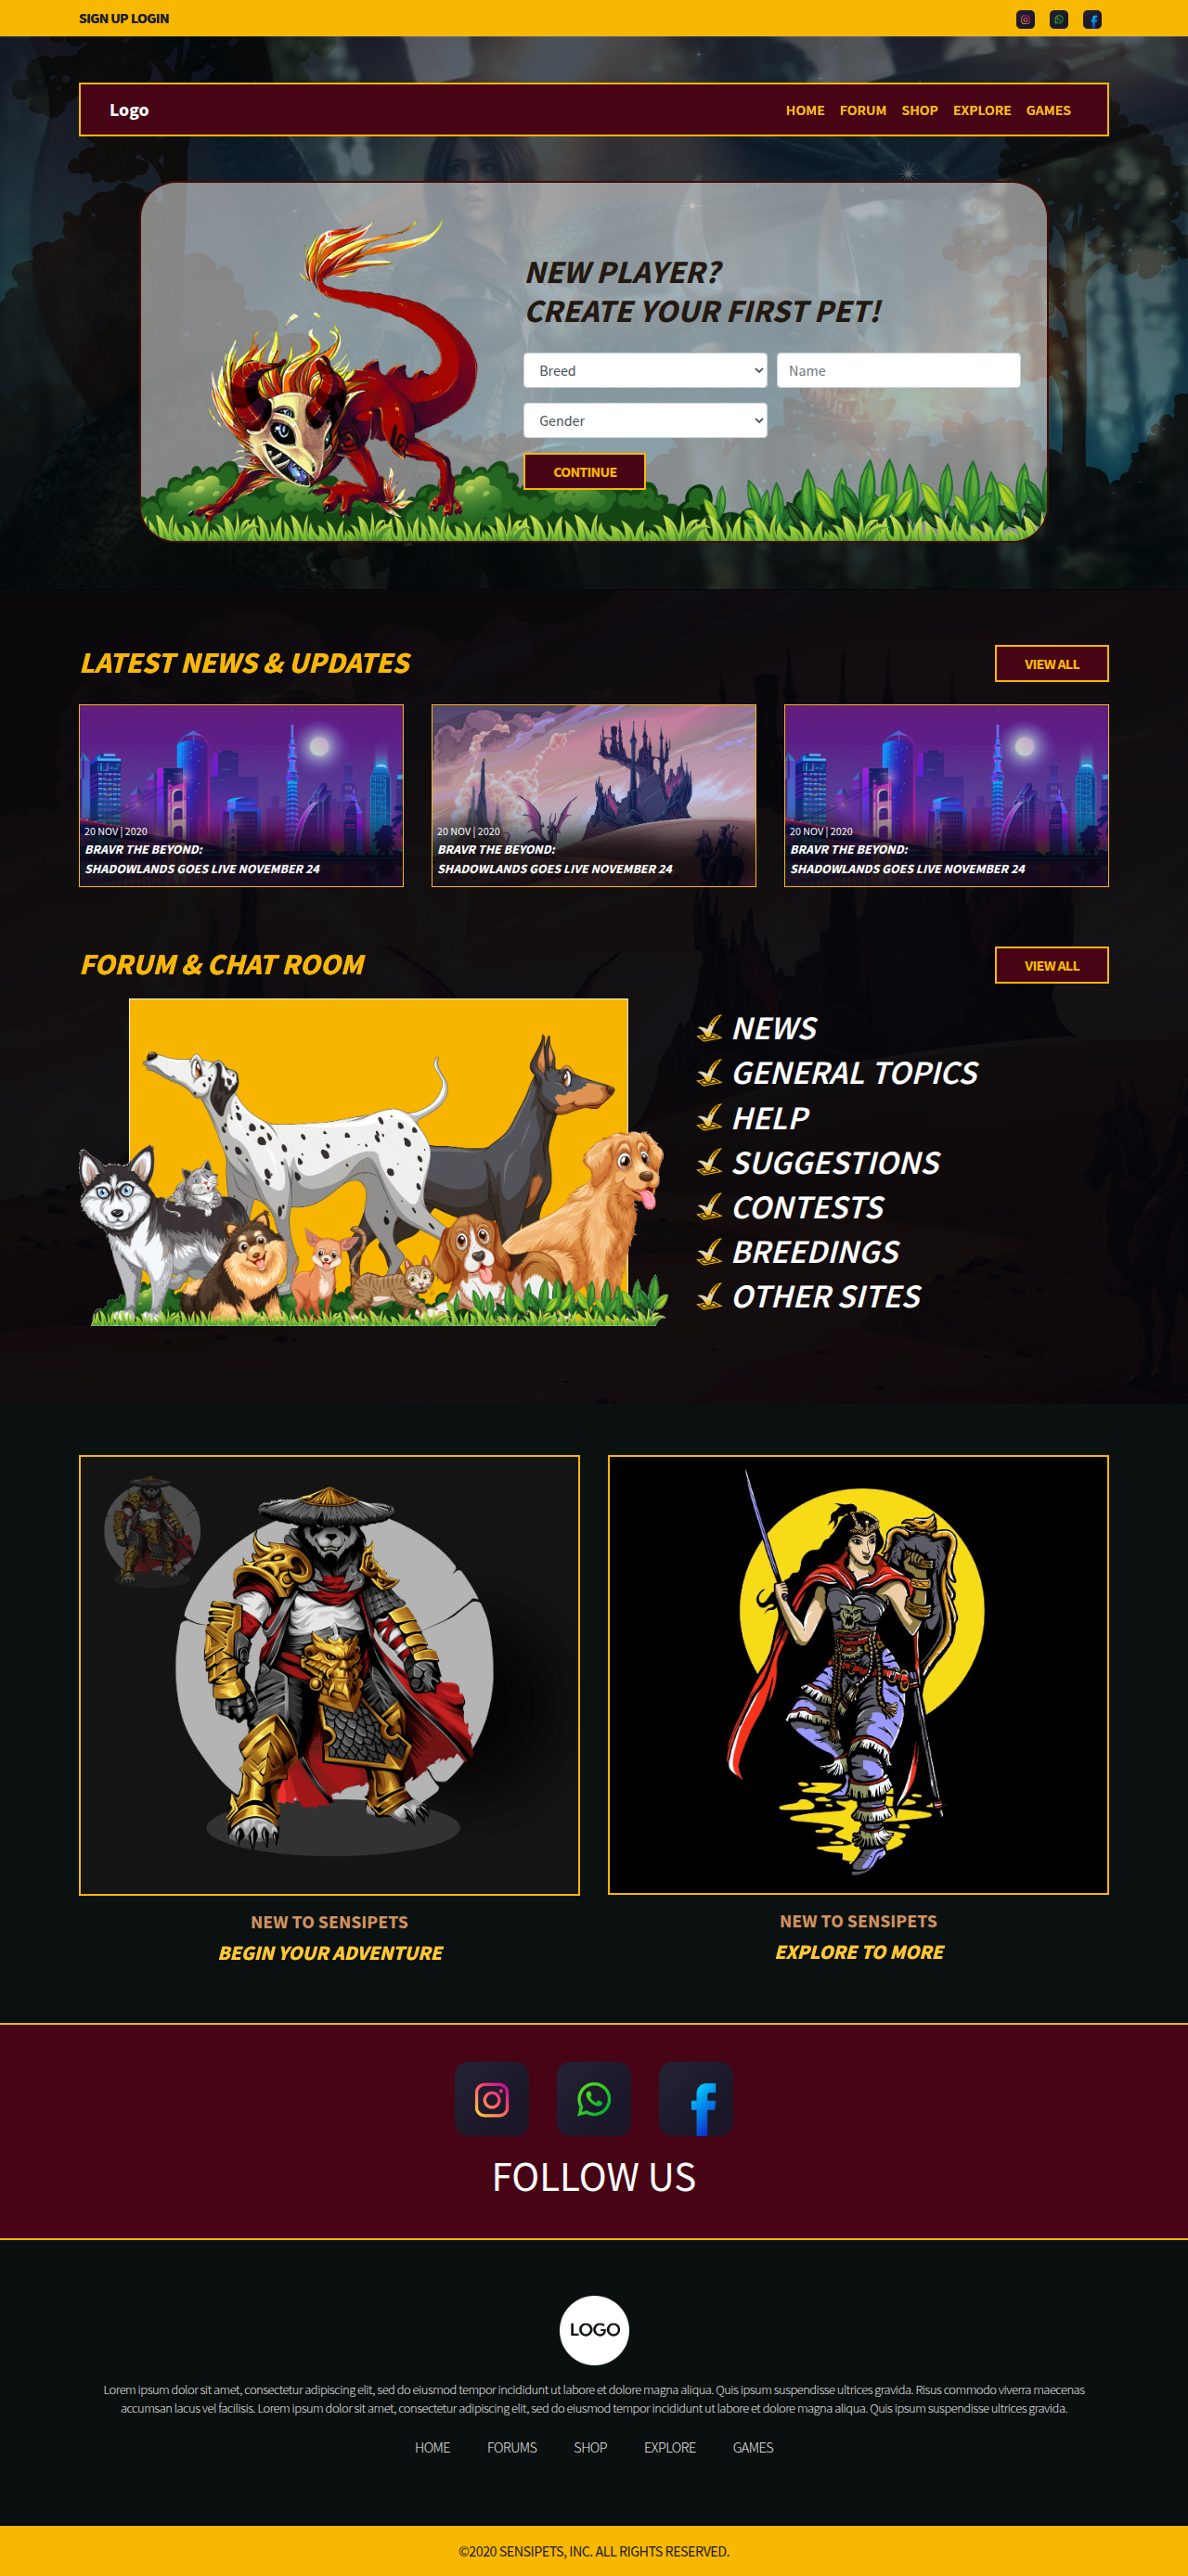 SIGN UP LOGIN
Logo
HOME FORUM SHOP EXPLORE GAMES
NEW PLAYER?
CREATE YOUR FIRST PET!
Breed
Name
Gender
CONTINUE
LATEST NEWS & UPDATES
VIEW ALL
20 NOV | 2020
BRAVR THE BEYOND:
SHADOWLANDS GOES LIVE NOVEMBER 24
20 NOV | 2020
BRAVR THE BEYOND:
SHADOWLANDS GOES LIVE NOVEMBER 24
20 NOV | 2020
BRAVR THE BEYOND:
SHADOWLANDS GOES LIVE NOVEMBER 24
FORUM & CHAT ROOM
VIEW ALL
NEWS
GENERAL TOPICS
HELP
SUGGESTIONS
CONTESTS
BREEDINGS
OTHER SITES
NEW TO SENSIPETS
BEGIN YOUR ADVENTURE
NEW TO SENSIPETS
EXPLORE TO MORE
FOLLOW US
LOGO
Lorem ipsum dolor sit amet, consectetur adipiscing elit, sed do eiusmod tempor incididunt ut labore et dolore magna aliqua. Quis ipsum suspendisse ultrices gravida. Risus commodo viverra maecenas
accumsan lacus vel facilisis. Lorem ipsum dolor sit amet, consectetur adipiscing elit, sed do eiusmod tempor incididunt ut labore et dolore magna aliqua. Quis ipsum suspendisse ultrices gravida.
HOME FORUMS SHOP EXPLORE GAMES
©2020 SENSIPETS, INC. ALL RIGHTS RESERVED.